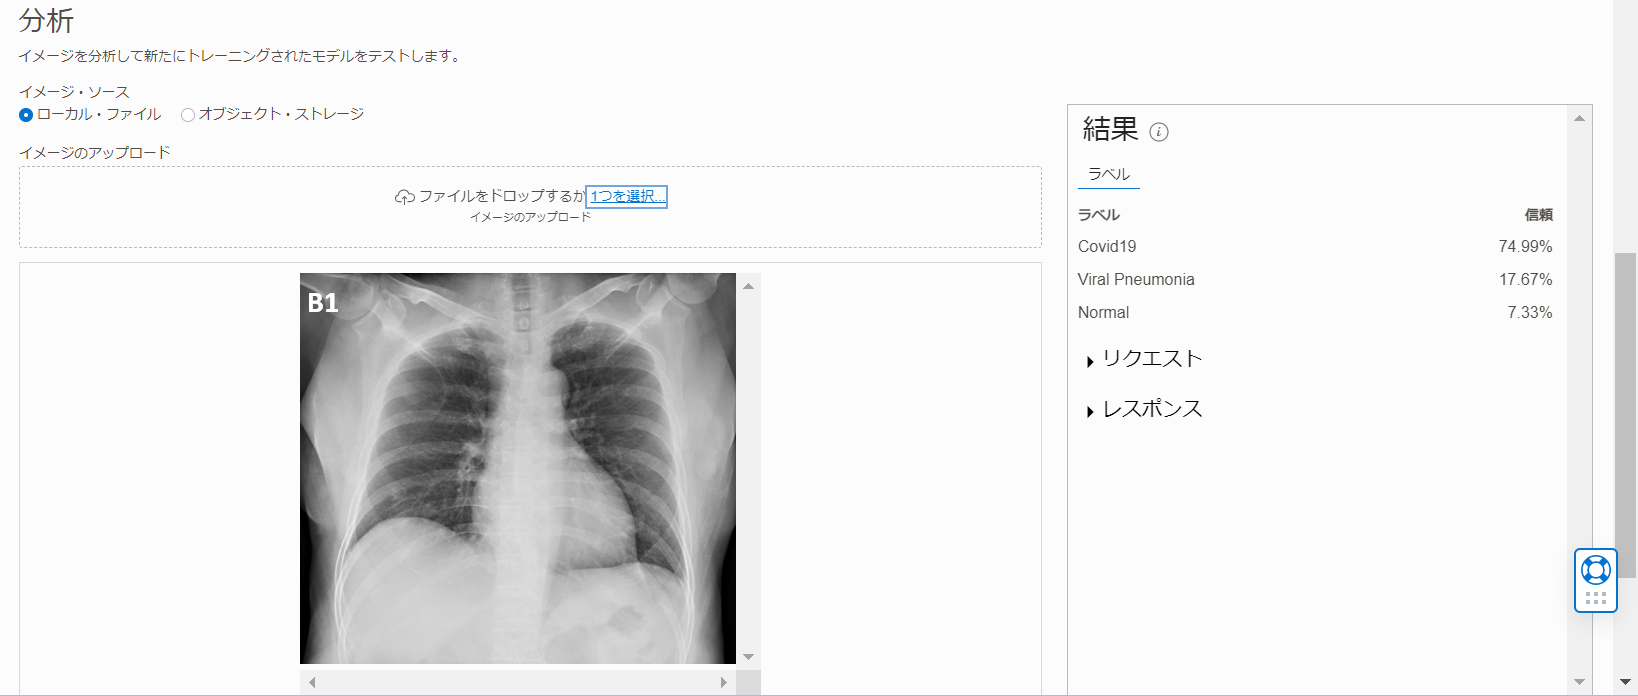 分析
イメージを分析して新たにトレーニングされたモデルをテストします。
イメージ・ソース
ローカル・ファイル オブジェクト・ストレージ
イメージのアップロード
ファイルをドロップするか 1つを選択...
イメージのアップロード
B1
結果
ラベル
ラベル 信頼
Covid19 74.99%
Viral Pneumonia 17.67%
Normal 7.33%
リクエスト
レスポンス